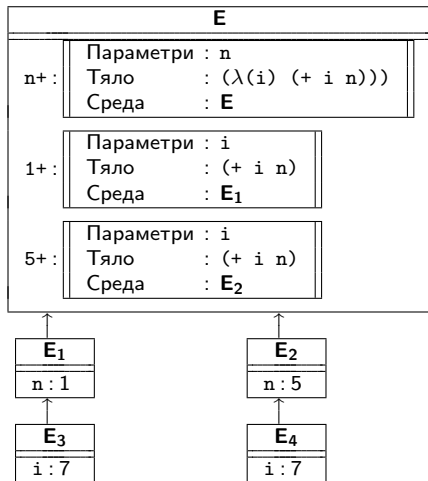 E
Параметри : n
n+ : Тяло : (λ(i) (+ i n)))
Среда : E
Параметри : i
1+ : Тяло : (+ i n)
Среда : E₁
Параметри : i
5+ : Тяло : (+ i n)
Среда : E₂
E₁ E₂
n : 1 n : 5
E₃ E₄
i : 7 i : 7